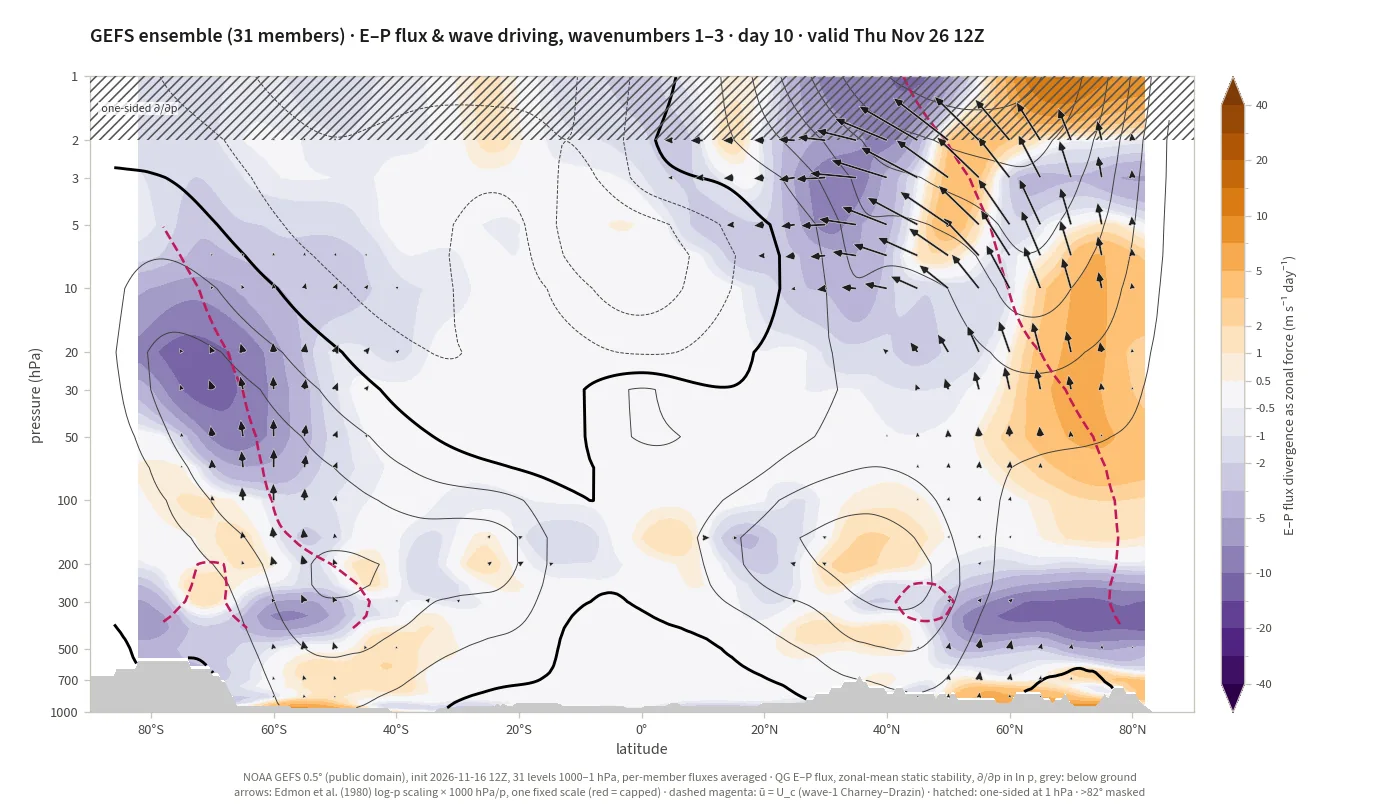 GEFS ensemble (31 members) · E–P flux & wave driving, wavenumbers 1–3 · day 10 · valid Thu Nov 26 12Z
one-sided ∂/∂p
pressure (hPa)
1
2
3
5
10
20
30
50
100
200
300
500
700
1000
80°S
60°S
40°S
20°S
0°
20°N
40°N
60°N
80°N
latitude
40
20
10
5
2
1
0.5
-0.5
-1
-2
-5
-10
-20
-40
E–P flux divergence as zonal force (m s⁻¹ day⁻¹)
NOAA GEFS 0.5° (public domain), init 2026-11-16 12Z, 31 levels 1000–1 hPa, per-member fluxes averaged · QG E–P flux, zonal-mean static stability, ∂/∂p in ln p, grey: below ground
arrows: Edmon et al. (1980) log-p scaling × 1000 hPa/p, one fixed scale (red = capped) · dashed magenta: ū = U_c (wave-1 Charney–Drazin) · hatched: one-sided at 1 hPa · >82° masked